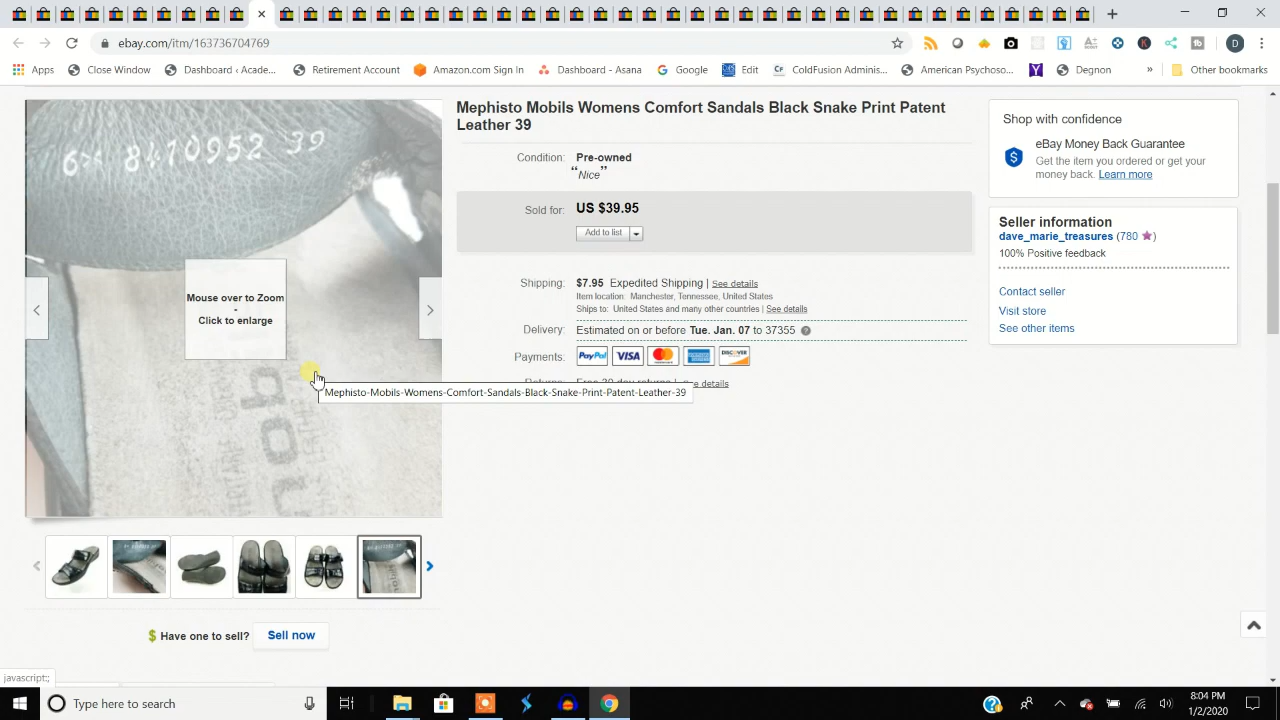 ebay.com/itm/163736704769
D
Apps
Close Window
Dashboard ‹ Acade...
Retirement Account
Amazon.com Sign In
Dashboard - Asana
Google
Edit
ColdFusion Adminis...
American Psychoso...
Degnon
»
Other bookmarks
8410952 39
Mouse over to Zoom
-
Click to enlarge
Mephisto Mobils Womens Comfort Sandals Black Snake Print Patent
Leather 39
Condition: Pre-owned
“Nice”
Sold for: US $39.95
Add to list
Shipping: $7.95 Expedited Shipping | See details
Item location: Manchester, Tennessee, United States
Ships to: United States and many other countries | See details
Delivery: Estimated on or before Tue. Jan. 07 to 37355
Payments: PayPal VISA MasterCard DISCOVER
Mephisto-Mobils-Womens-Comfort-Sandals-Black-Snake-Print-Patent-Leather-39
Shop with confidence
eBay Money Back Guarantee
Get the item you ordered or get your
money back. Learn more
Seller information
dave_marie_treasures (780 ★)
100% Positive feedback
Contact seller
Visit store
See other items
$ Have one to sell? Sell now
javascript:;
Type here to search
8:04 PM
1/2/2020